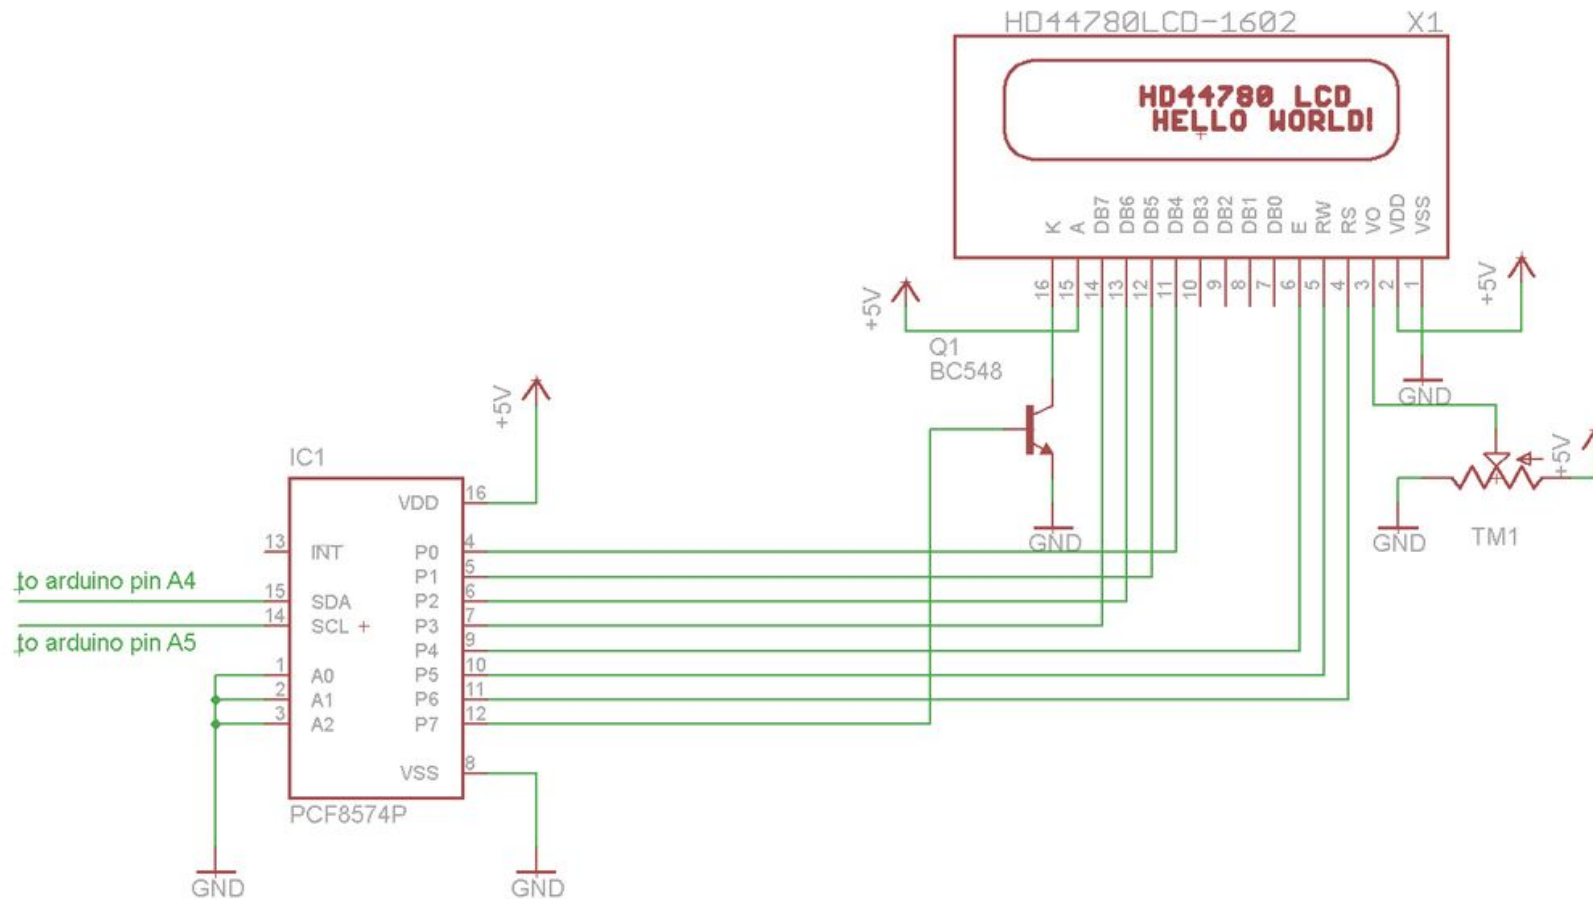 HD44780LCD-1602 X1
HD44780 LCD
HELLO WORLD!
K A DB7 DB6 DB5 DB4 DB3 DB2 DB1 DB0 E RW RS VO VDD VSS
16 15 14 13 12 11 10 9 8 7 6 5 4 3 2 1
+5V
+5V
Q1
BC548
GND
+5V
+5V
GND
GND
TM1
IC1
VDD 16
13 INT P0 4
to arduino pin A4
P1 5
15 SDA P2 6
14 SCL P3 7
to arduino pin A5
P4 9
1 A0 P5 10
2 A1 P6 11
3 A2 P7 12
VSS 8
PCF8574P
GND
GND